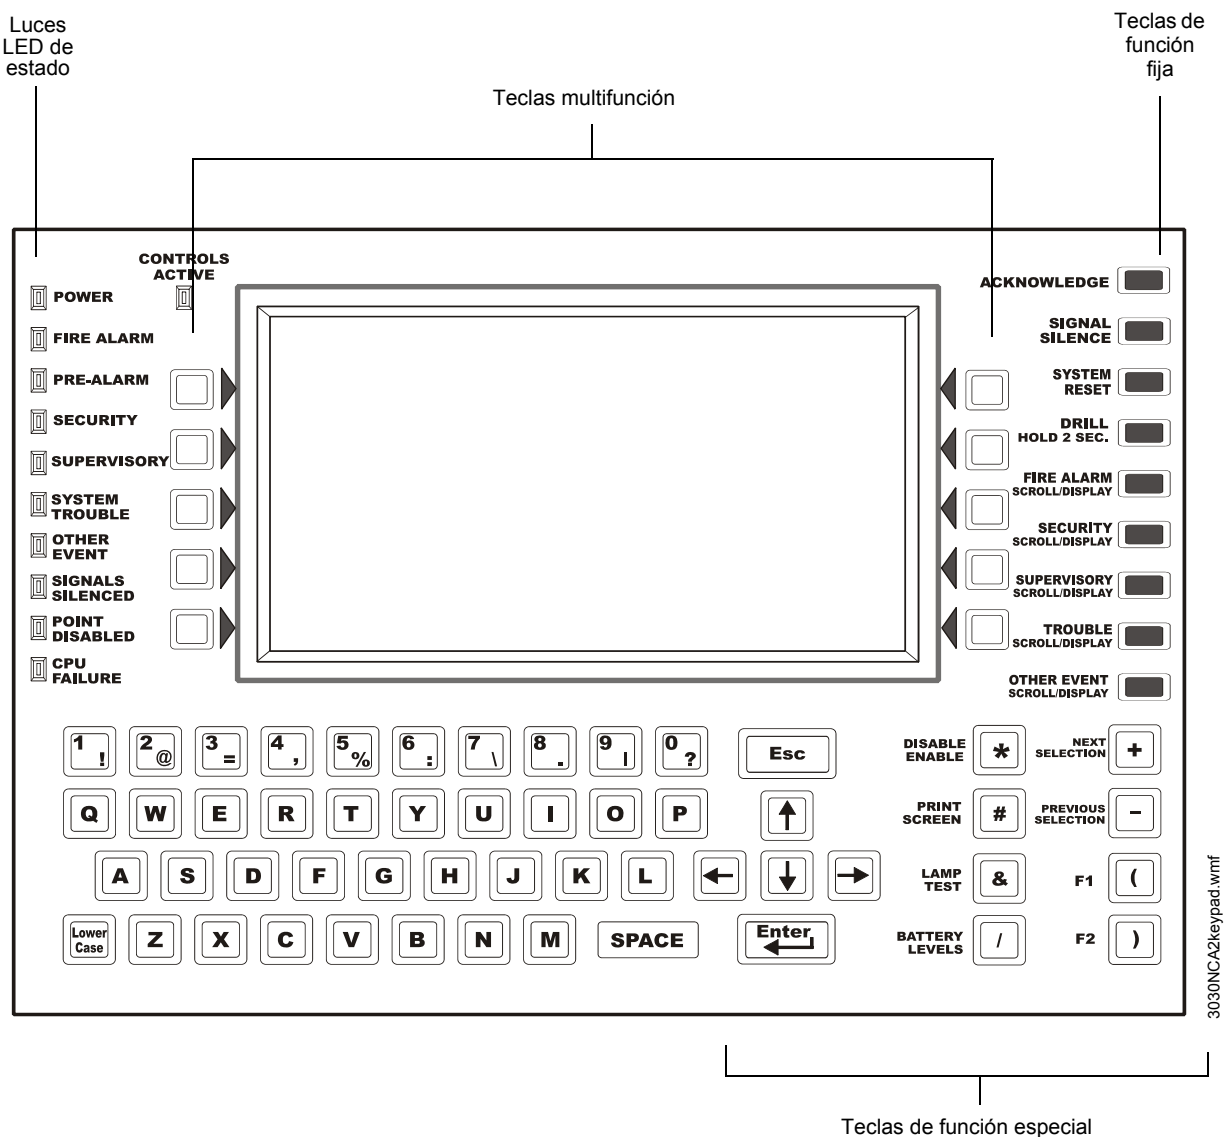 Luces
LED de
estado
Teclas multifunción
Teclas de
función
fija
CONTROLS
ACTIVE
POWER
FIRE ALARM
PRE-ALARM
SECURITY
SUPERVISORY
SYSTEM
TROUBLE
OTHER
EVENT
SIGNALS
SILENCED
POINT
DISABLED
CPU
FAILURE
ACKNOWLEDGE
SIGNAL
SILENCE
SYSTEM
RESET
DRILL
HOLD 2 SEC.
FIRE ALARM
SCROLL/DISPLAY
SECURITY
SCROLL/DISPLAY
SUPERVISORY
SCROLL/DISPLAY
TROUBLE
SCROLL/DISPLAY
OTHER EVENT
SCROLL/DISPLAY
1 ! 2 @ 3 = 4 , 5 % 6 : 7 \ 8 . 9 | 0 ? Esc
Q W E R T Y U I O P
A S D F G H J K L
Lower
Case
Z X C V B N M SPACE Enter
DISABLE
ENABLE
*
NEXT
SELECTION
+
PRINT
SCREEN
#
PREVIOUS
SELECTION
-
LAMP
TEST
&
F1 (
BATTERY
LEVELS
/
F2 )
3030NCA2keypad.wmf
Teclas de función especial